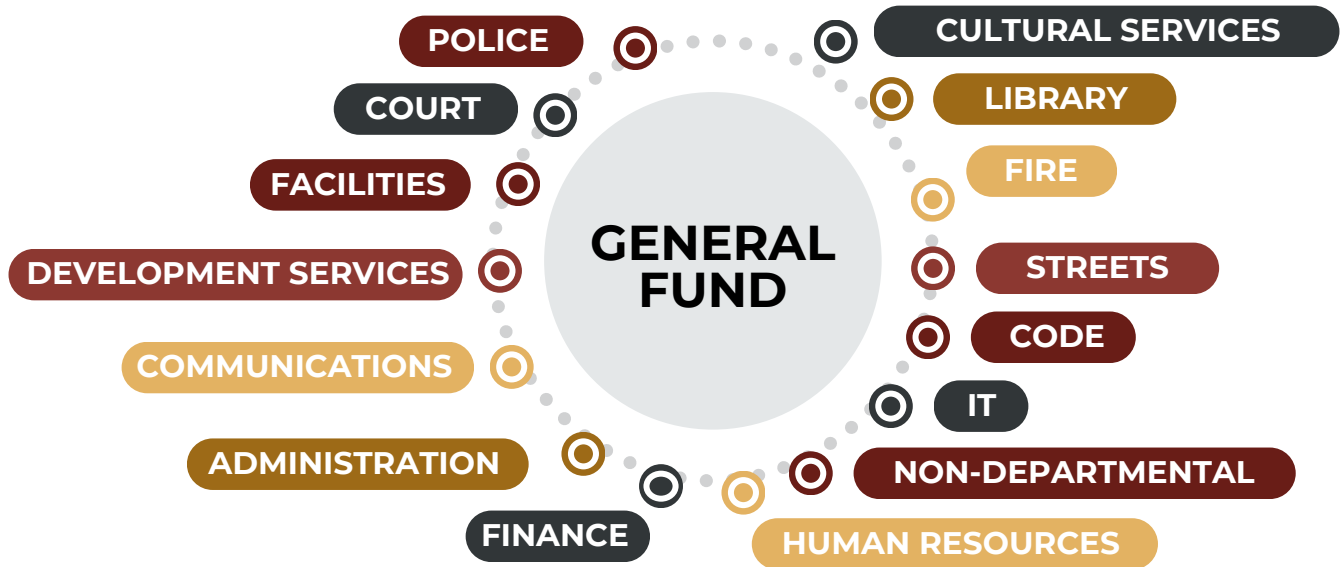 POLICE
COURT
FACILITIES
DEVELOPMENT SERVICES
COMMUNICATIONS
ADMINISTRATION
FINANCE
GENERAL
FUND
CULTURAL SERVICES
LIBRARY
FIRE
STREETS
CODE
IT
NON-DEPARTMENTAL
HUMAN RESOURCES